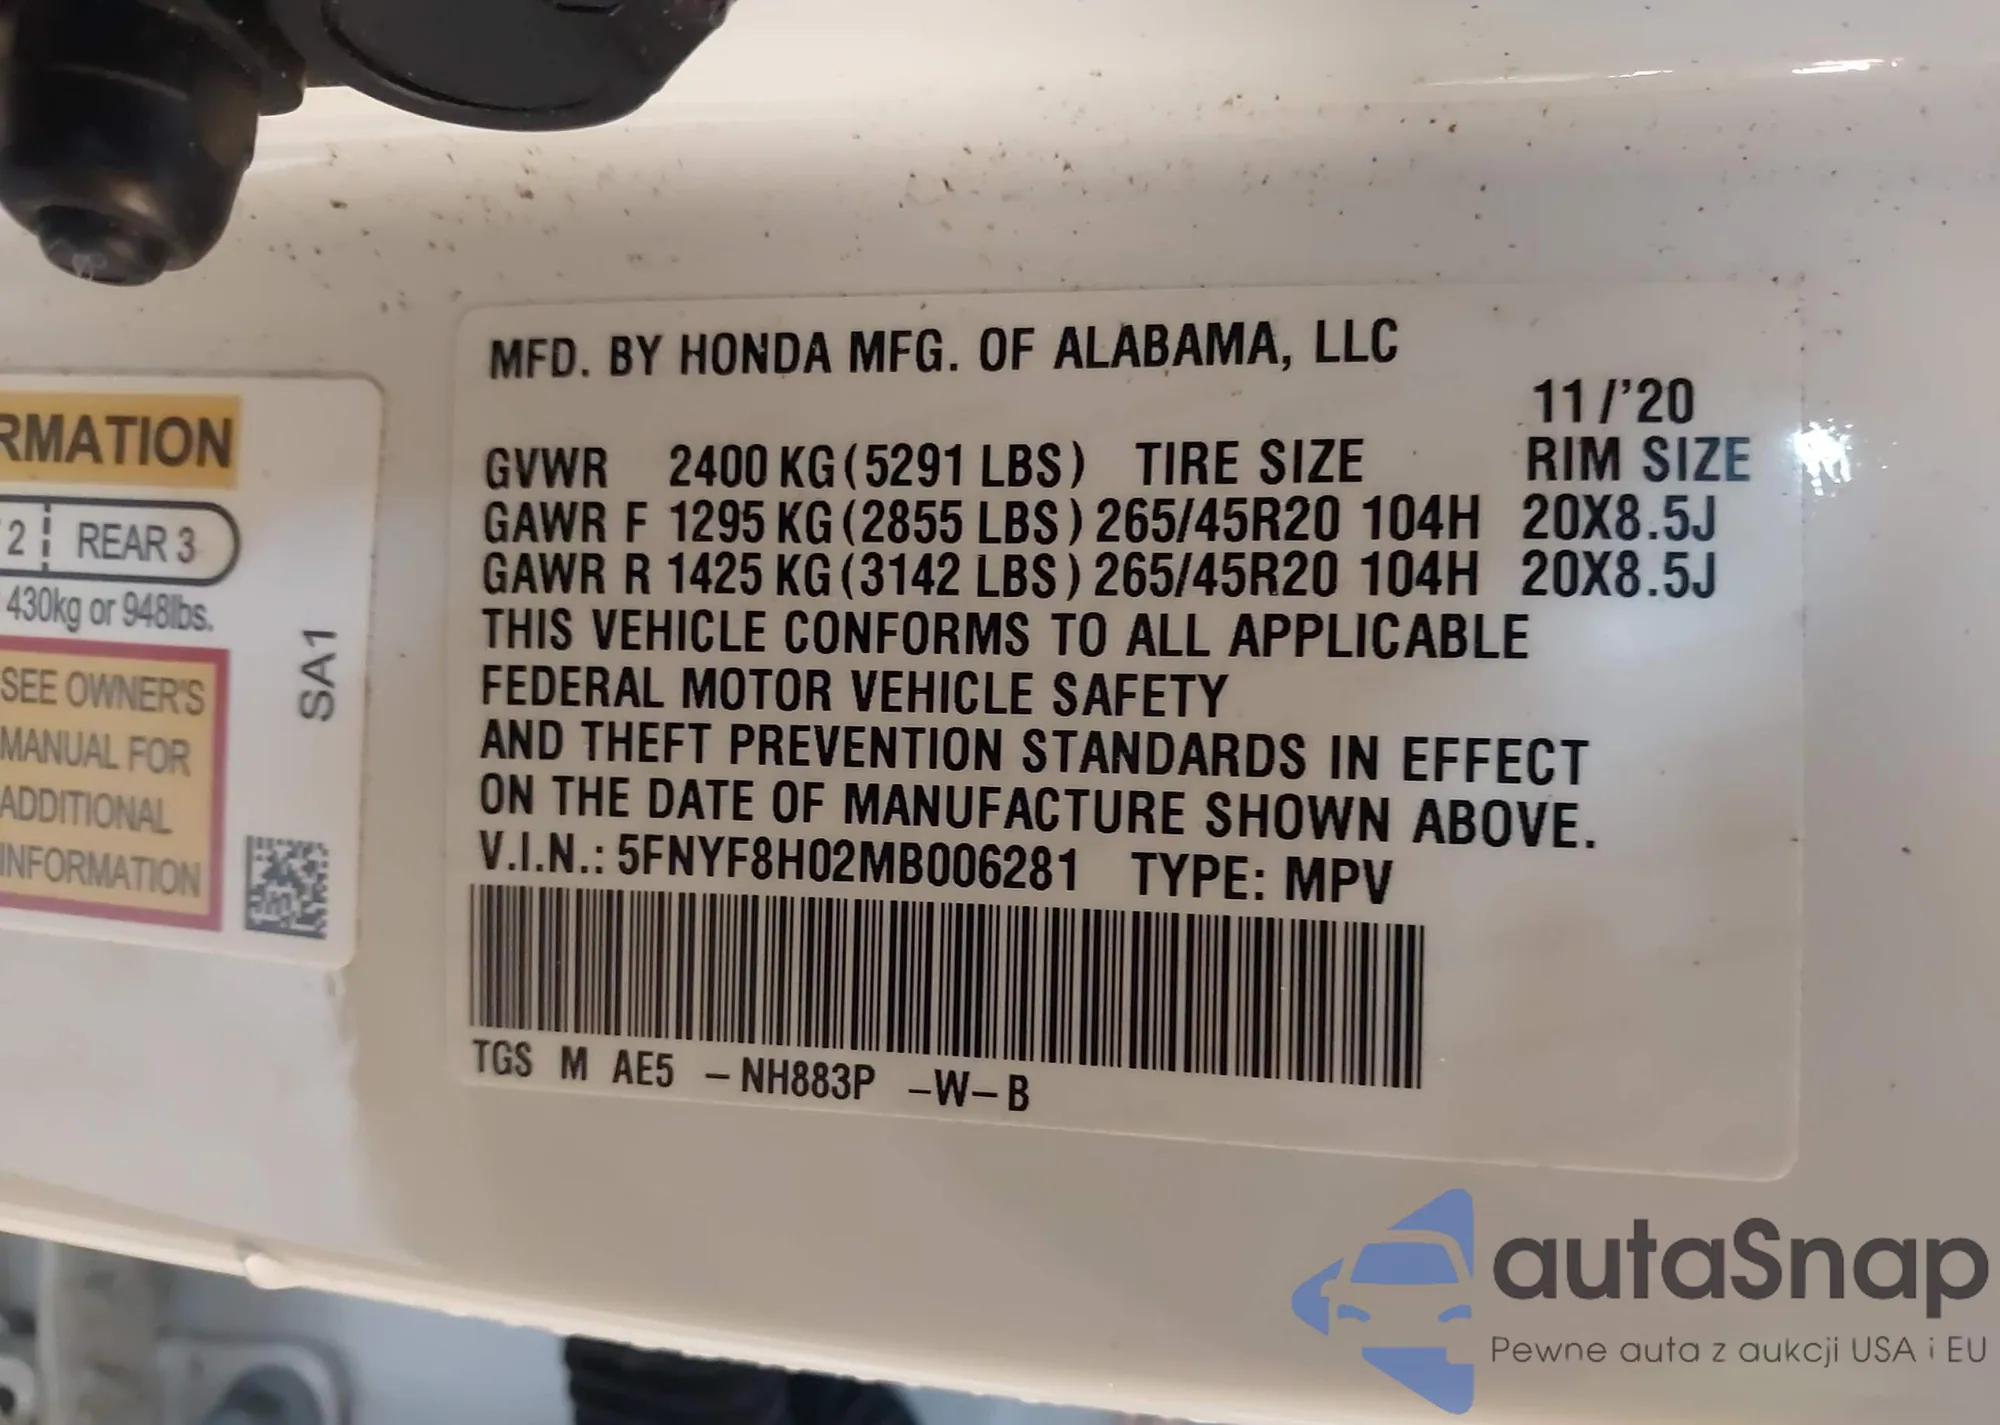 RMATION
2 REAR 3
430kg or 948lbs.
SEE OWNER'S
MANUAL FOR
ADDITIONAL
INFORMATION
SA1
MFD. BY HONDA MFG. OF ALABAMA, LLC
11/'20
GVWR 2400 KG (5291 LBS) TIRE SIZE RIM SIZE
GAWR F 1295 KG (2855 LBS) 265/45R20 104H 20X8.5J
GAWR R 1425 KG (3142 LBS) 265/45R20 104H 20X8.5J
THIS VEHICLE CONFORMS TO ALL APPLICABLE
FEDERAL MOTOR VEHICLE SAFETY
AND THEFT PREVENTION STANDARDS IN EFFECT
ON THE DATE OF MANUFACTURE SHOWN ABOVE.
V.I.N.: 5FNYF8H02MB006281 TYPE: MPV
TGS M AE5 –NH883P –W–B
autaSnap
Pewne auta z aukcji USA i EU